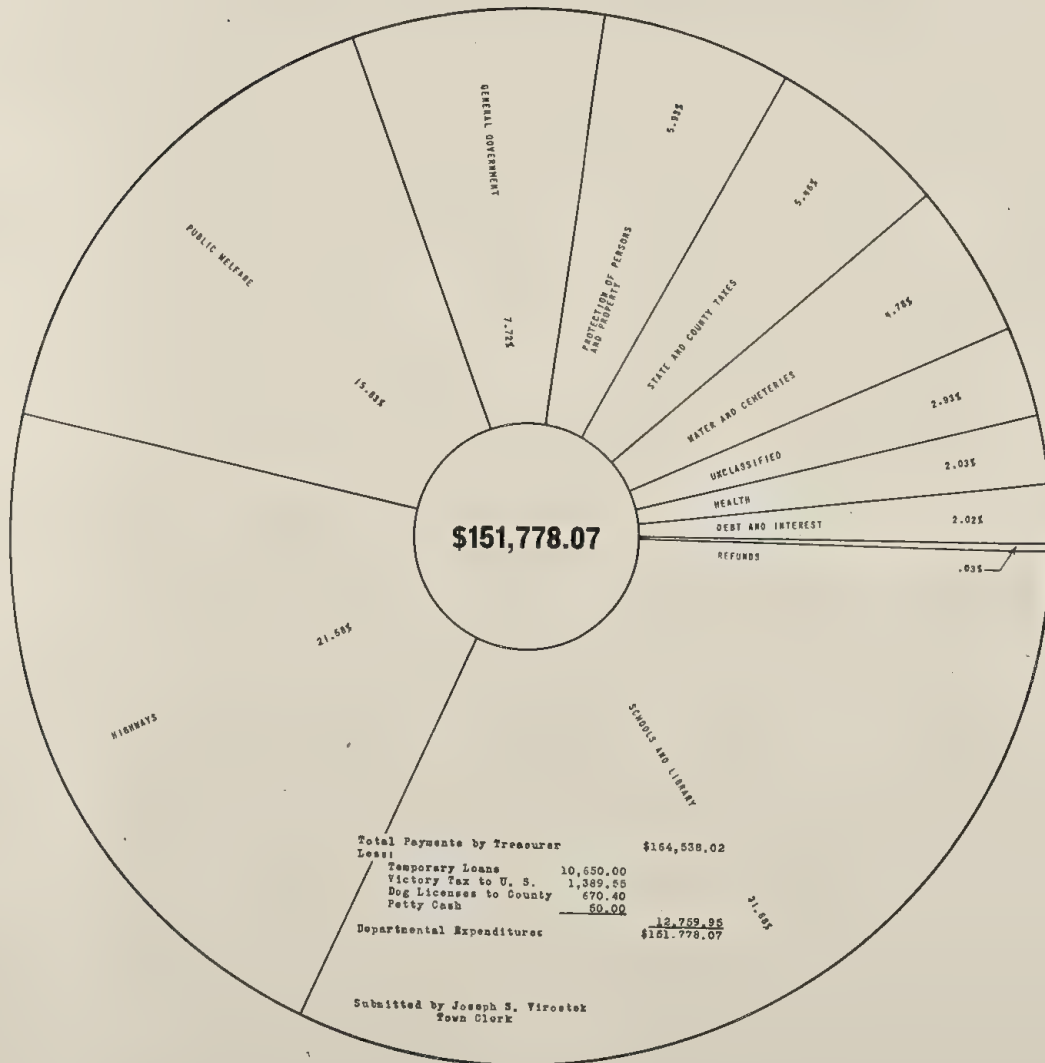 GENERAL GOVERNMENT
7.72%
5.93%
PROTECTION OF PERSONS
AND PROPERTY
5.46%
STATE AND COUNTY TAXES
4.78%
WATER AND CEMETERIES
2.93%
UNCLASSIFIED
2.03%
HEALTH
DEBT AND INTEREST
2.02%
REFUNDS
.03%
PUBLIC WELFARE
15.83%
$151,778.07
21.58%
HIGHWAYS
SCHOOLS AND LIBRARY
31.68%
Total Payments by Treasurer $164,538.02
Less:
Temporary Loans 10,650.00
Victory Tax to U. S. 1,389.55
Dog Licenses to County 670.40
Petty Cash 50.00
12,759.95
Departmental Expenditures $151.778.07
Submitted by Joseph S. Virostek
Town Clerk